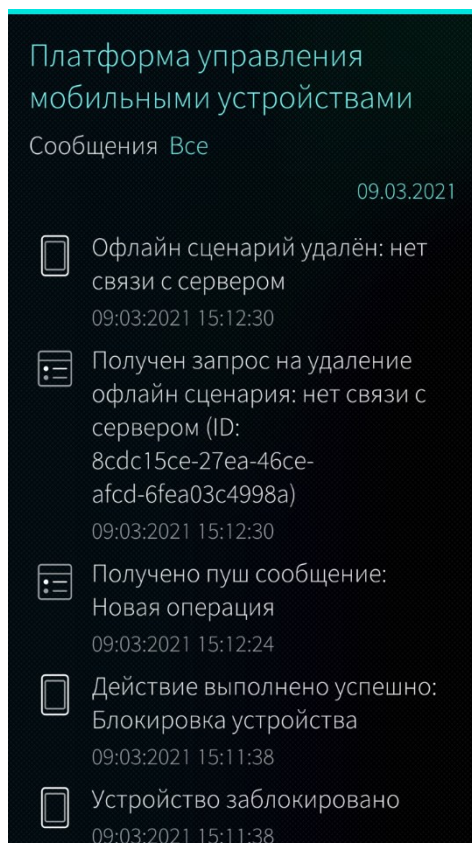 Платформа управления
мобильными устройствами
Сообщения Все
09.03.2021
Офлайн сценарий удалён: нет
связи с сервером
09:03:2021 15:12:30
Получен запрос на удаление
офлайн сценария: нет связи с
сервером (ID:
8cdc15ce-27ea-46ce-
afcd-6fea03c4998a)
09:03:2021 15:12:30
Получено пуш сообщение:
Новая операция
09:03:2021 15:12:24
Действие выполнено успешно:
Блокировка устройства
09:03:2021 15:11:38
Устройство заблокировано
09:03:2021 15:11:38